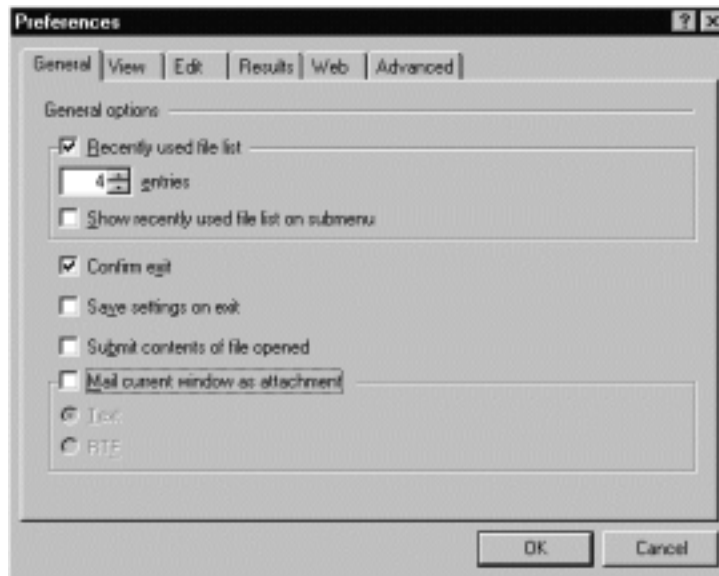 Preferences
General View Edit Results Web Advanced
General options
Recently used file list
4 entries
Show recently used file list on submenu
Confirm exit
Save settings on exit
Submit contents of file opened
Mail current window as attachment
Text
RTF
OK Cancel